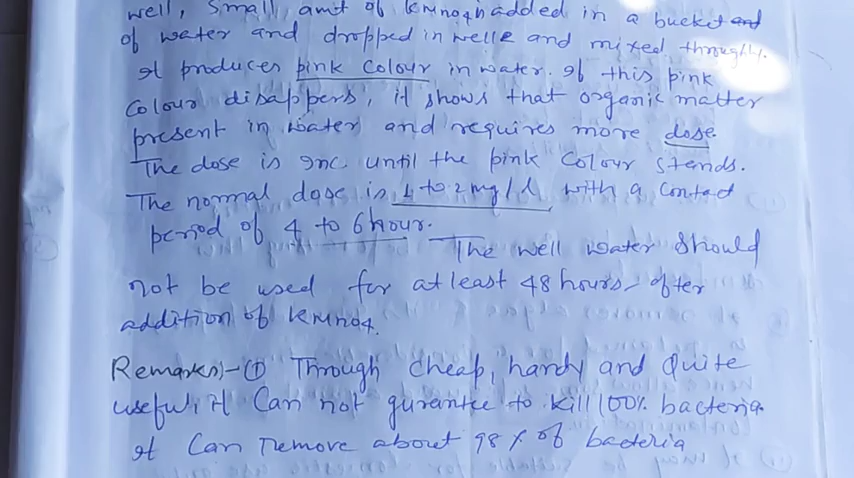 well, Small amt of kmno4 added in a bucket
of water and dropped in welle and mixed throughly.
It produces pink Colour in water. If this pink
Colour disappers, it shows that organic matter
present in water and requires more dose
The dose is Inc. until the pink Colour Stends.
The normal dose is 1 to 2 mg/l, with a Contact
period of 4 to 6 hour.
The well water Should
not be used for at least 48 hours, after
addition of kmno4.
Remarks:- ① Through Cheap, handy and Quite
useful, it Can not gurantee to kill 100% bacteria.
It Can remove about 98% of bacteria